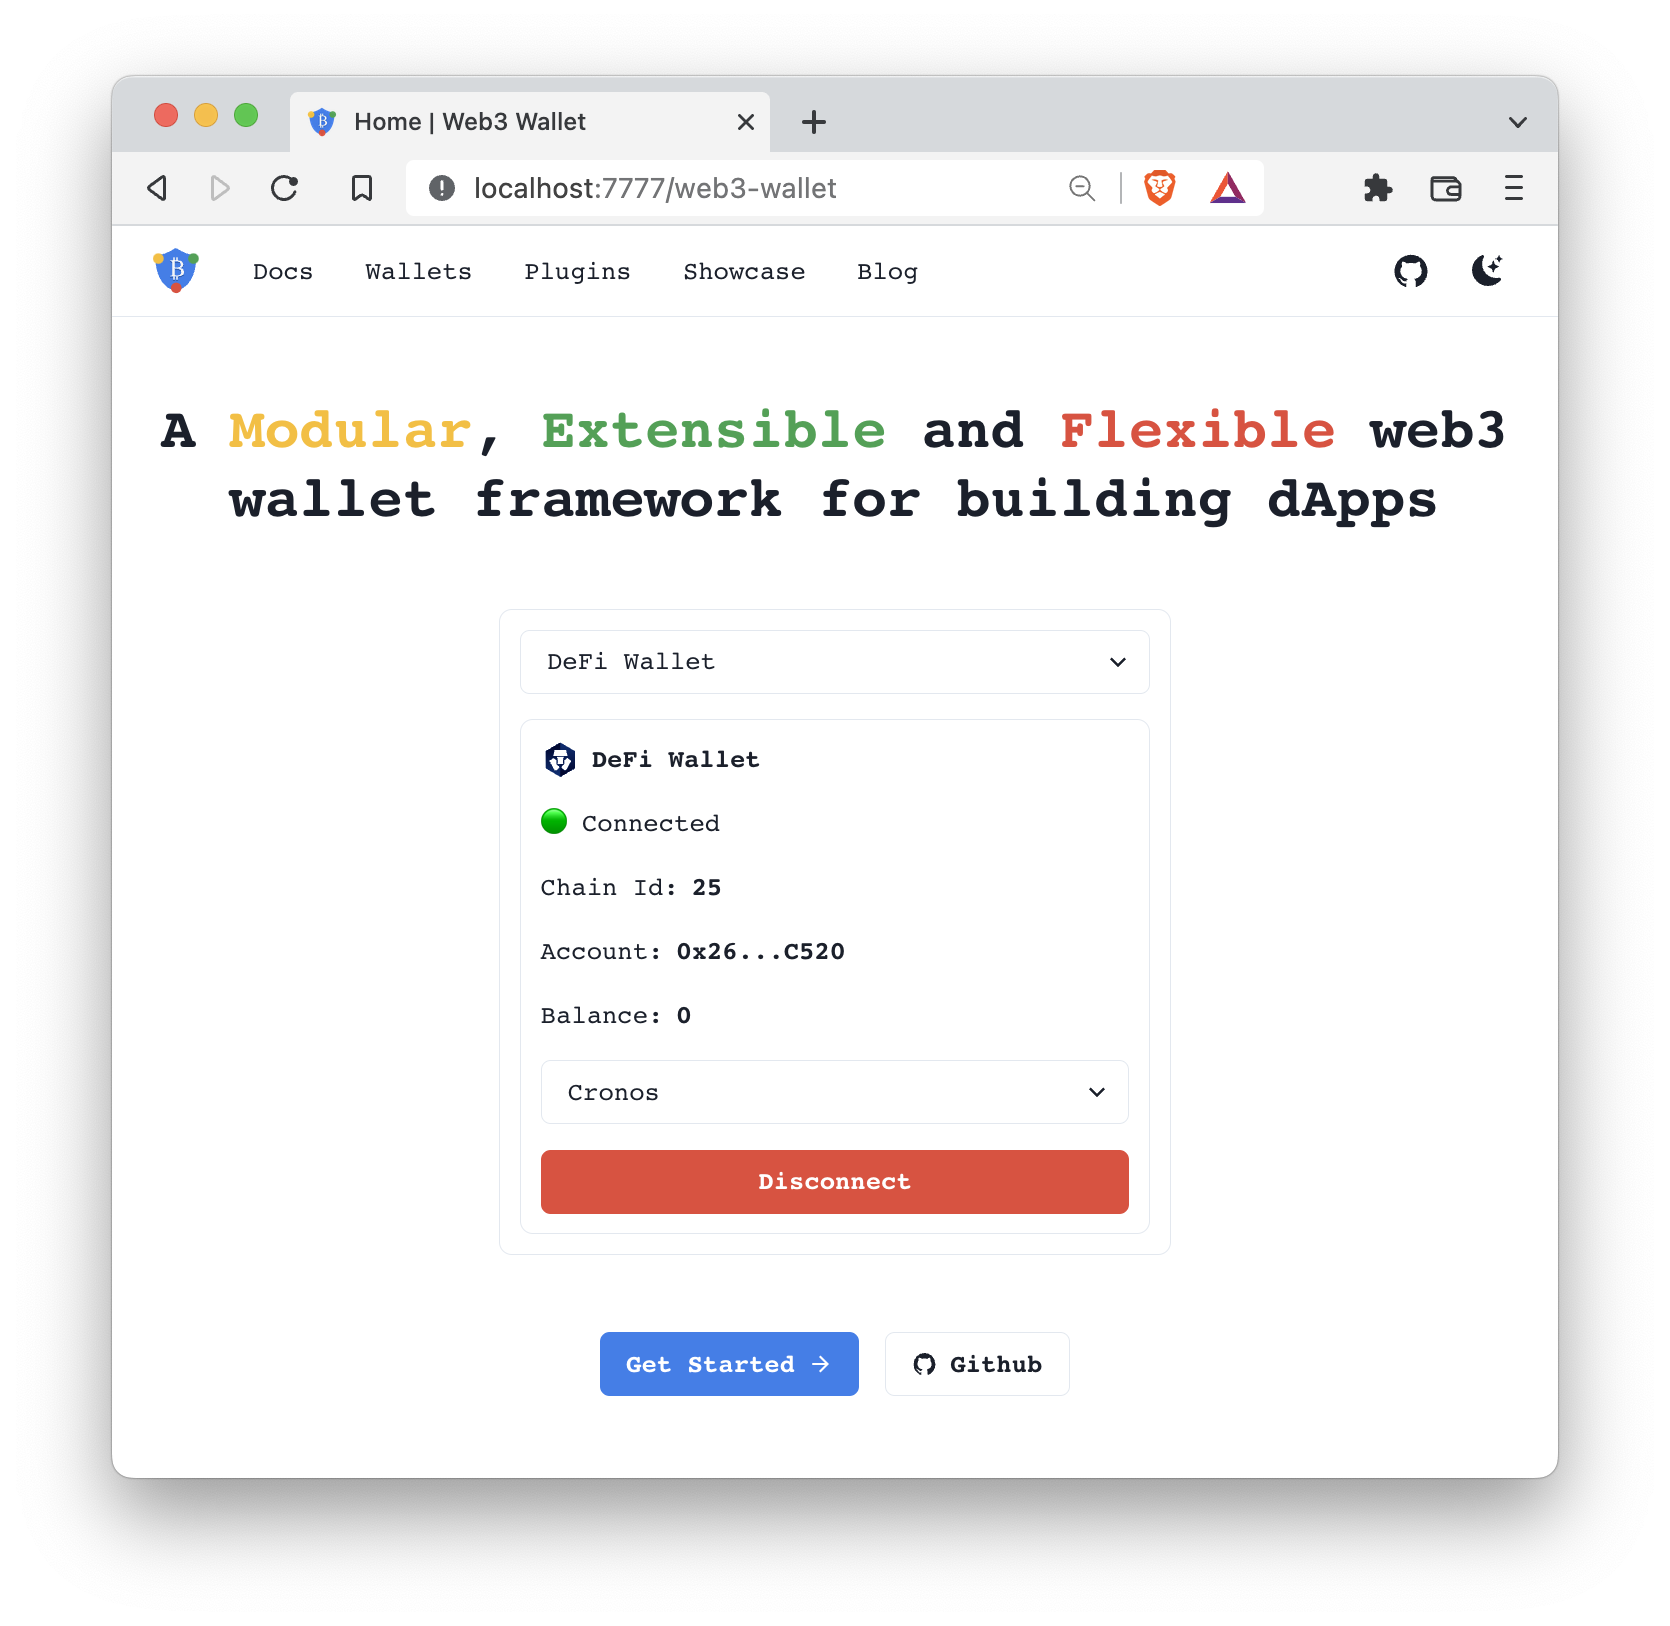 Home | Web3 Wallet
localhost:7777/web3-wallet
Docs Wallets Plugins Showcase Blog
A Modular, Extensible and Flexible web3
wallet framework for building dApps
DeFi Wallet
DeFi Wallet
Connected
Chain Id: 25
Account: 0x26...C520
Balance: 0
Cronos
Disconnect
Get Started → Github